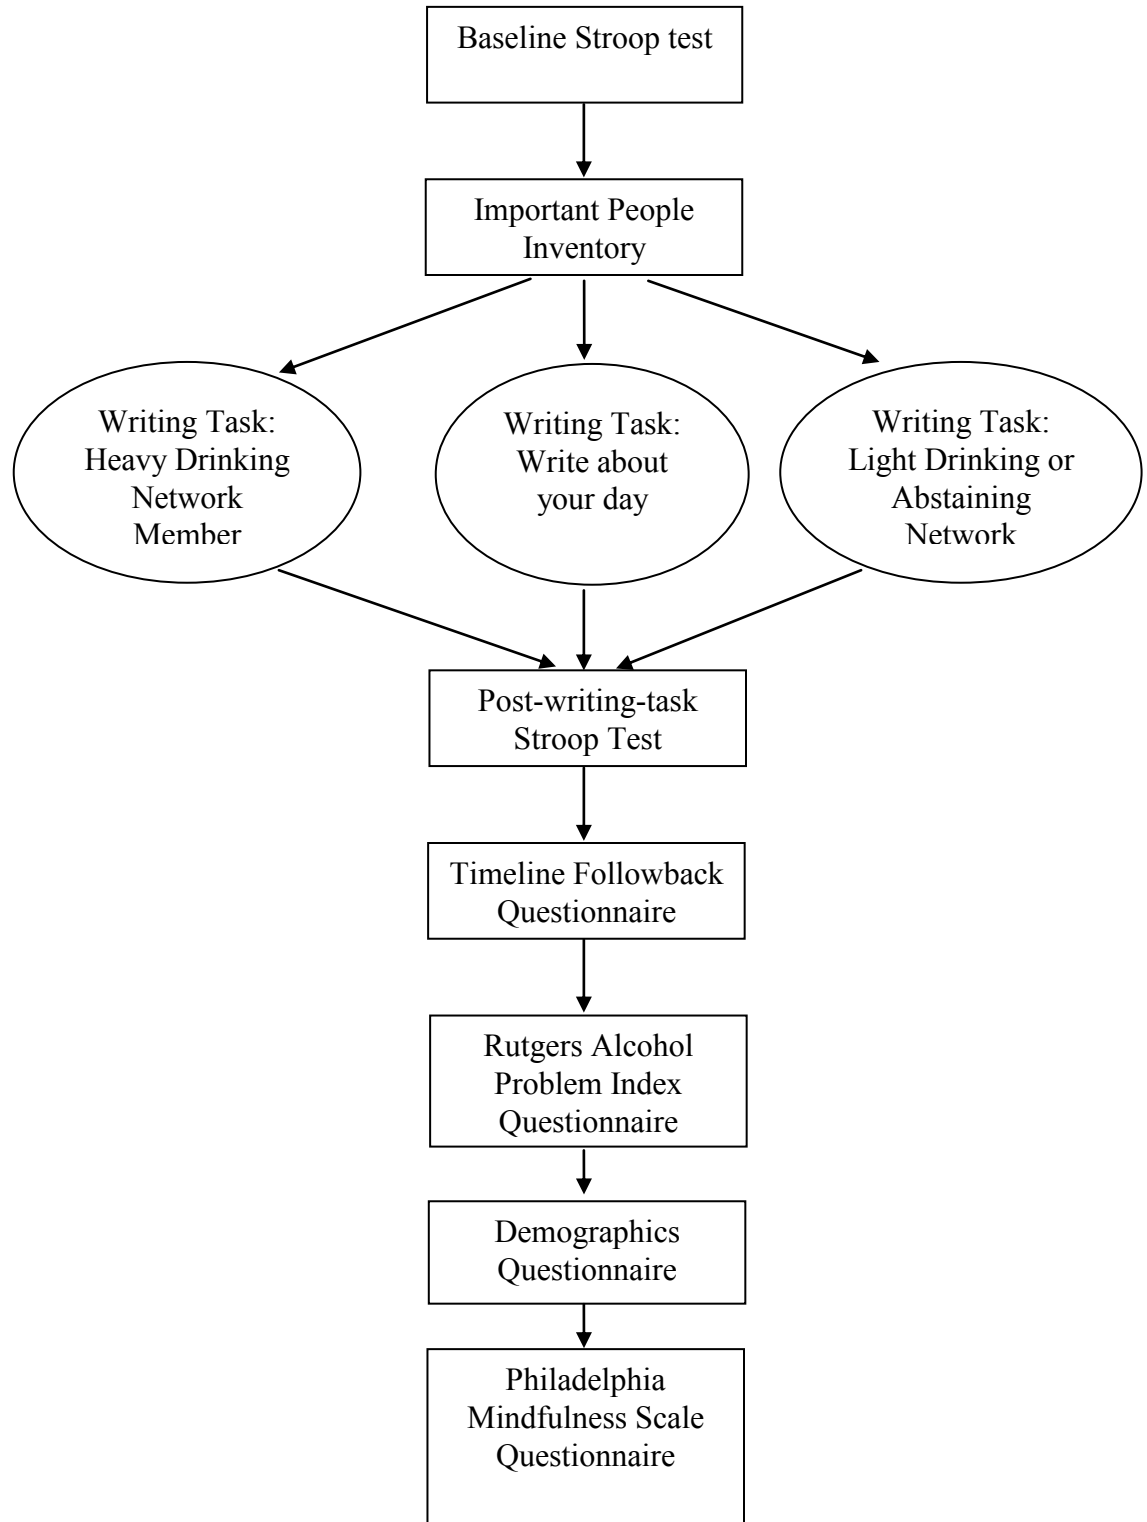 Baseline Stroop test
Important People
Inventory
Writing Task:
Heavy Drinking
Network
Member
Writing Task:
Write about
your day
Writing Task:
Light Drinking or
Abstaining
Network
Post-writing-task
Stroop Test
Timeline Followback
Questionnaire
Rutgers Alcohol
Problem Index
Questionnaire
Demographics
Questionnaire
Philadelphia
Mindfulness Scale
Questionnaire